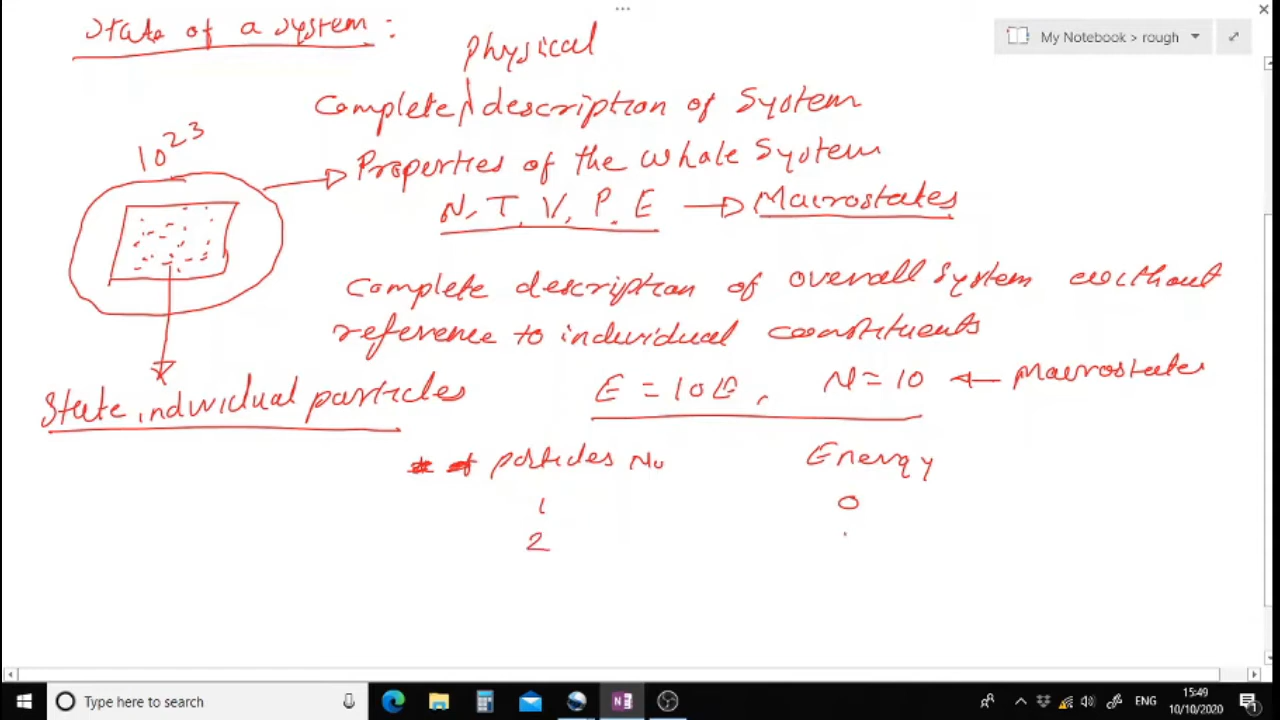 State of a System :
My Notebook > rough
Physical
Complete description of System
10^23
Properties of the whole System
N, T, V, P, E → Macrostates
Complete description of overall System without
reference to individual constituents
State individual particles
E = 10E, N = 10 ← Macrostates
particles No Energy
1 0
2
Type here to search
ENG
15:49
10/10/2020